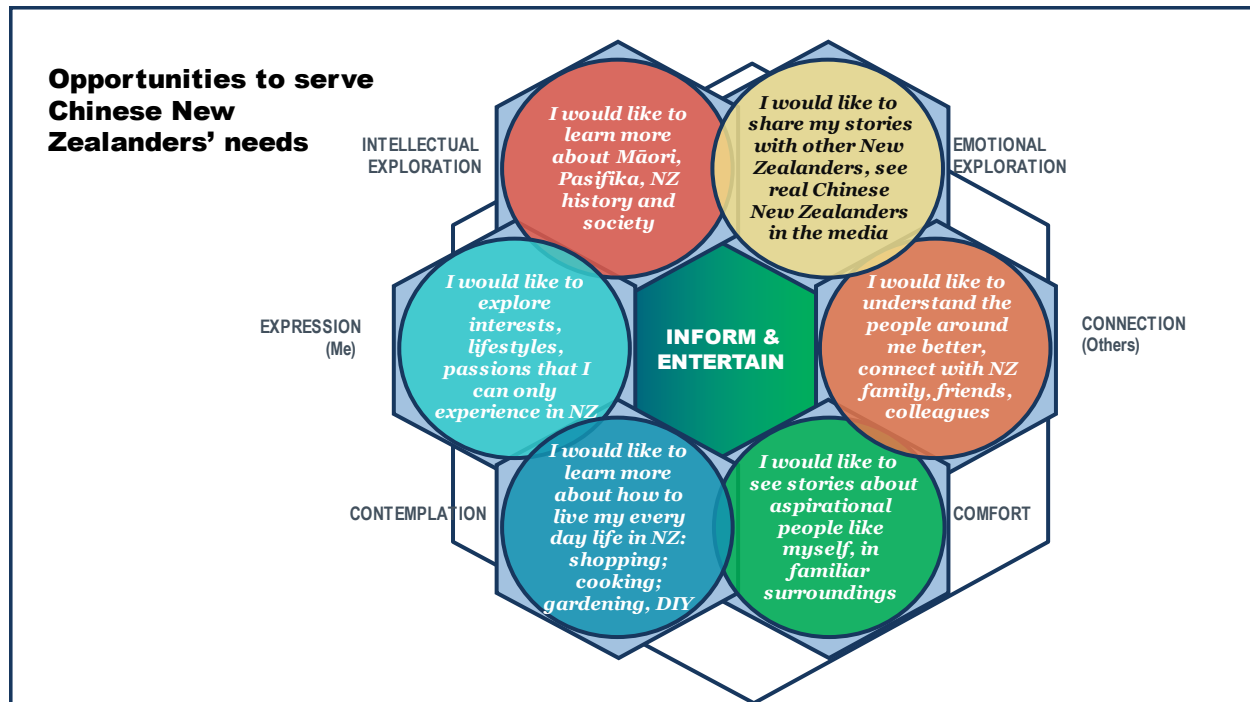 Opportunities to serve
Chinese New
Zealanders’ needs
INTELLECTUAL
EXPLORATION
I would like to
learn more
about Māori,
Pasifika, NZ
history and
society
I would like to
share my stories
with other New
Zealanders, see
real Chinese
New Zealanders
in the media
EMOTIONAL
EXPLORATION
EXPRESSION
(Me)
I would like to
explore
interests,
lifestyles,
passions that I
can only
experience in NZ
INFORM &
ENTERTAIN
I would like to
understand the
people around
me better,
connect with NZ
family, friends,
colleagues
CONNECTION
(Others)
CONTEMPLATION
I would like to
learn more
about how to
live my every
day life in NZ:
shopping;
cooking;
gardening, DIY
I would like to
see stories about
aspirational
people like
myself, in
familiar
surroundings
COMFORT